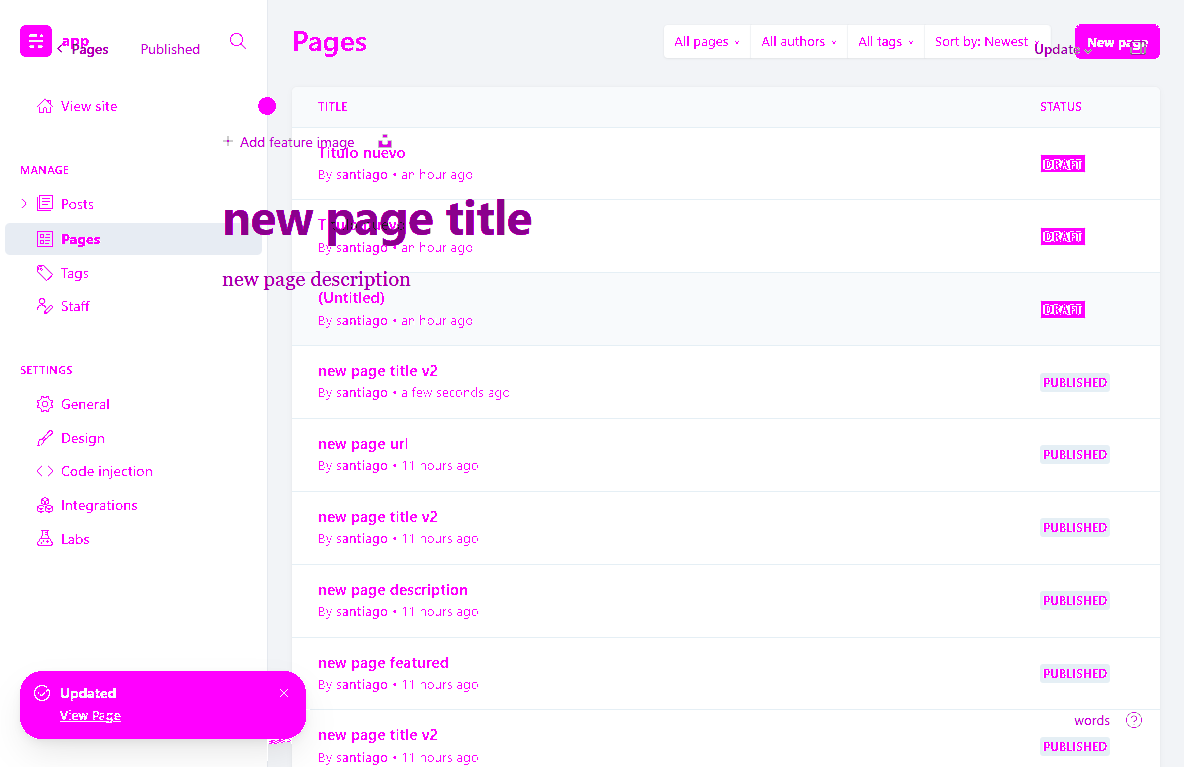 app
Pages
Published
Pages
All pages
All authors
All tags
Sort by: Newest
Update
New page
View site
TITLE
STATUS
Add feature image
Titulo nuevo
By santiago • an hour ago
DRAFT
MANAGE
Posts
Pages
Tags
Staff
new page title
By santiago • an hour ago
DRAFT
new page description
(Untitled)
By santiago • an hour ago
DRAFT
SETTINGS
General
Design
Code injection
Integrations
Labs
new page title v2
By santiago • a few seconds ago
PUBLISHED
new page url
By santiago • 11 hours ago
PUBLISHED
new page title v2
By santiago • 11 hours ago
PUBLISHED
new page description
By santiago • 11 hours ago
PUBLISHED
new page featured
By santiago • 11 hours ago
PUBLISHED
Updated
View Page
words
new page title v2
By santiago • 11 hours ago
PUBLISHED